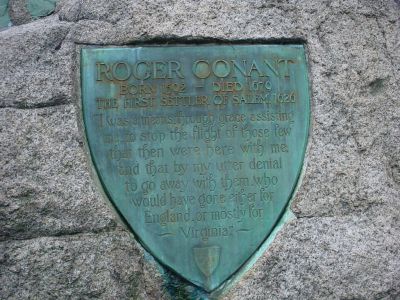 ROGER CONANT
BORN 1592 - DIED 1679
THE FIRST SETTLER OF SALEM, 1626
"I was a means, through grace assisting
me, to stop the flight of those few
that then were here with me,
and that by my utter denial
to go away with them, who
would have gone either for
England, or mostly for
Virginia"